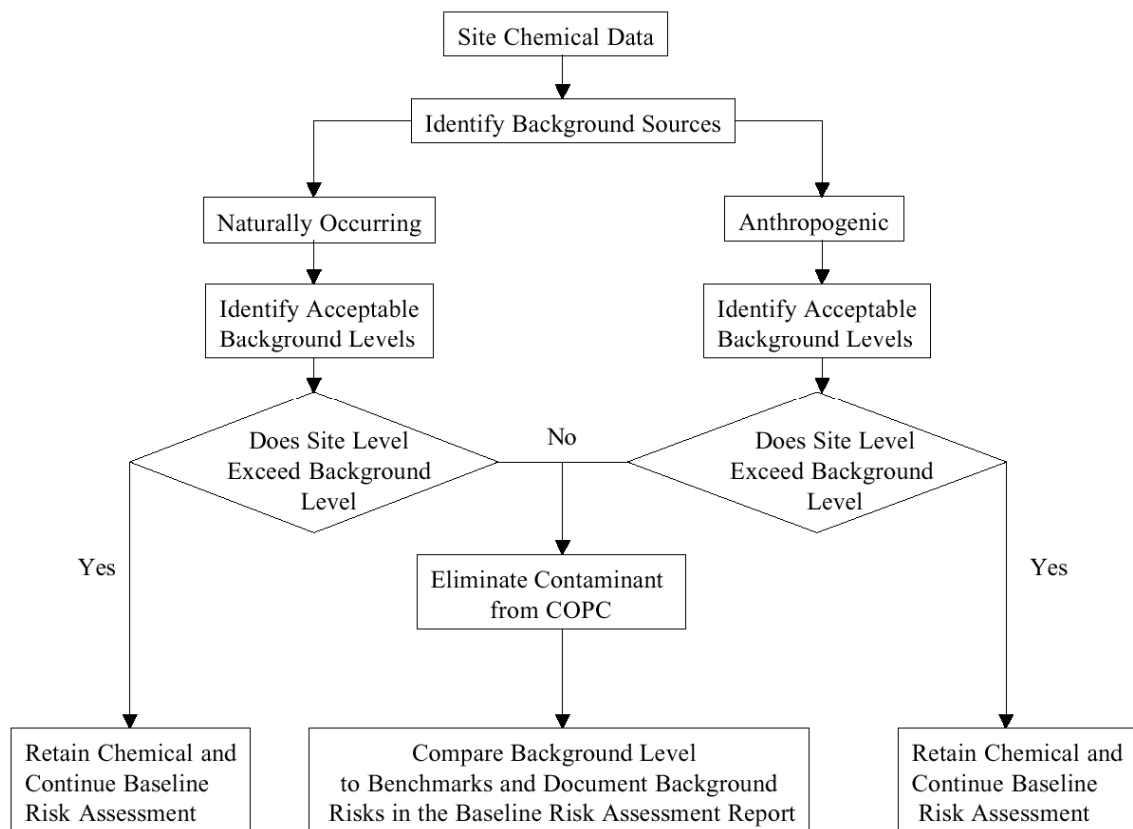 Site Chemical Data
Identify Background Sources
Naturally Occurring
Anthropogenic
Identify Acceptable
Background Levels
Identify Acceptable
Background Levels
Does Site Level
Exceed Background
Level
No
Does Site Level
Exceed Background
Level
Yes
Eliminate Contaminant
from COPC
Yes
Retain Chemical and
Continue Baseline
Risk Assessment
Compare Background Level
to Benchmarks and Document Background
Risks in the Baseline Risk Assessment Report
Retain Chemical and
Continue Baseline
Risk Assessment